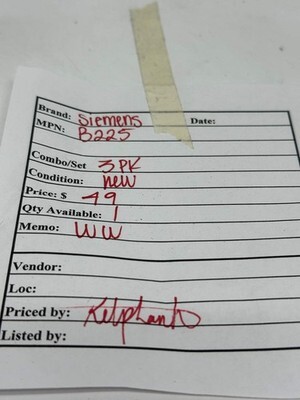 Brand: Siemens Date:
MPN: B225
Combo/Set 3PK
Condition: new
Price: $ 49
Qty Available: 1
Memo: WW
Vendor:
Loc:
Priced by:
Listed by: